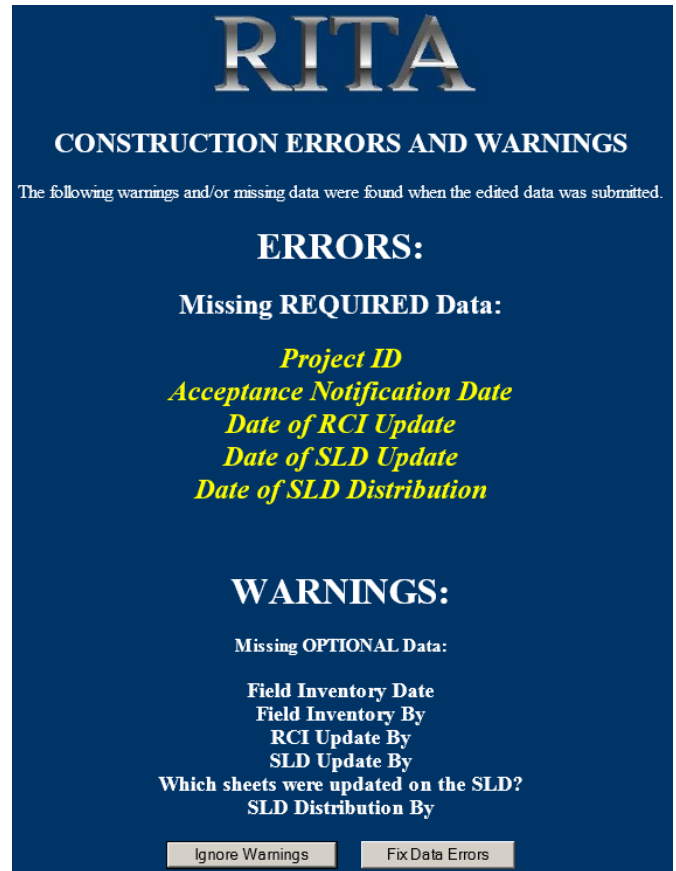 RITA
CONSTRUCTION ERRORS AND WARNINGS
The following warnings and/or missing data were found when the edited data was submitted.
ERRORS:
Missing REQUIRED Data:
Project ID
Acceptance Notification Date
Date of RCI Update
Date of SLD Update
Date of SLD Distribution
WARNINGS:
Missing OPTIONAL Data:
Field Inventory Date
Field Inventory By
RCI Update By
SLD Update By
Which sheets were updated on the SLD?
SLD Distribution By
Ignore Warnings Fix Data Errors